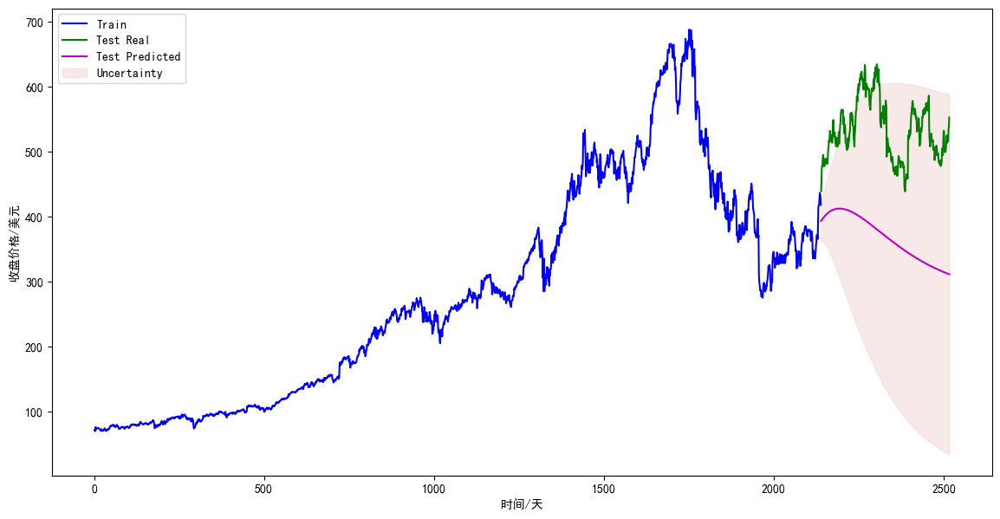 Train
Test Real
Test Predicted
Uncertainty
700
600
500
400
300
200
100
收盘价格/美元
0
500
1000
1500
2000
2500
时间/天